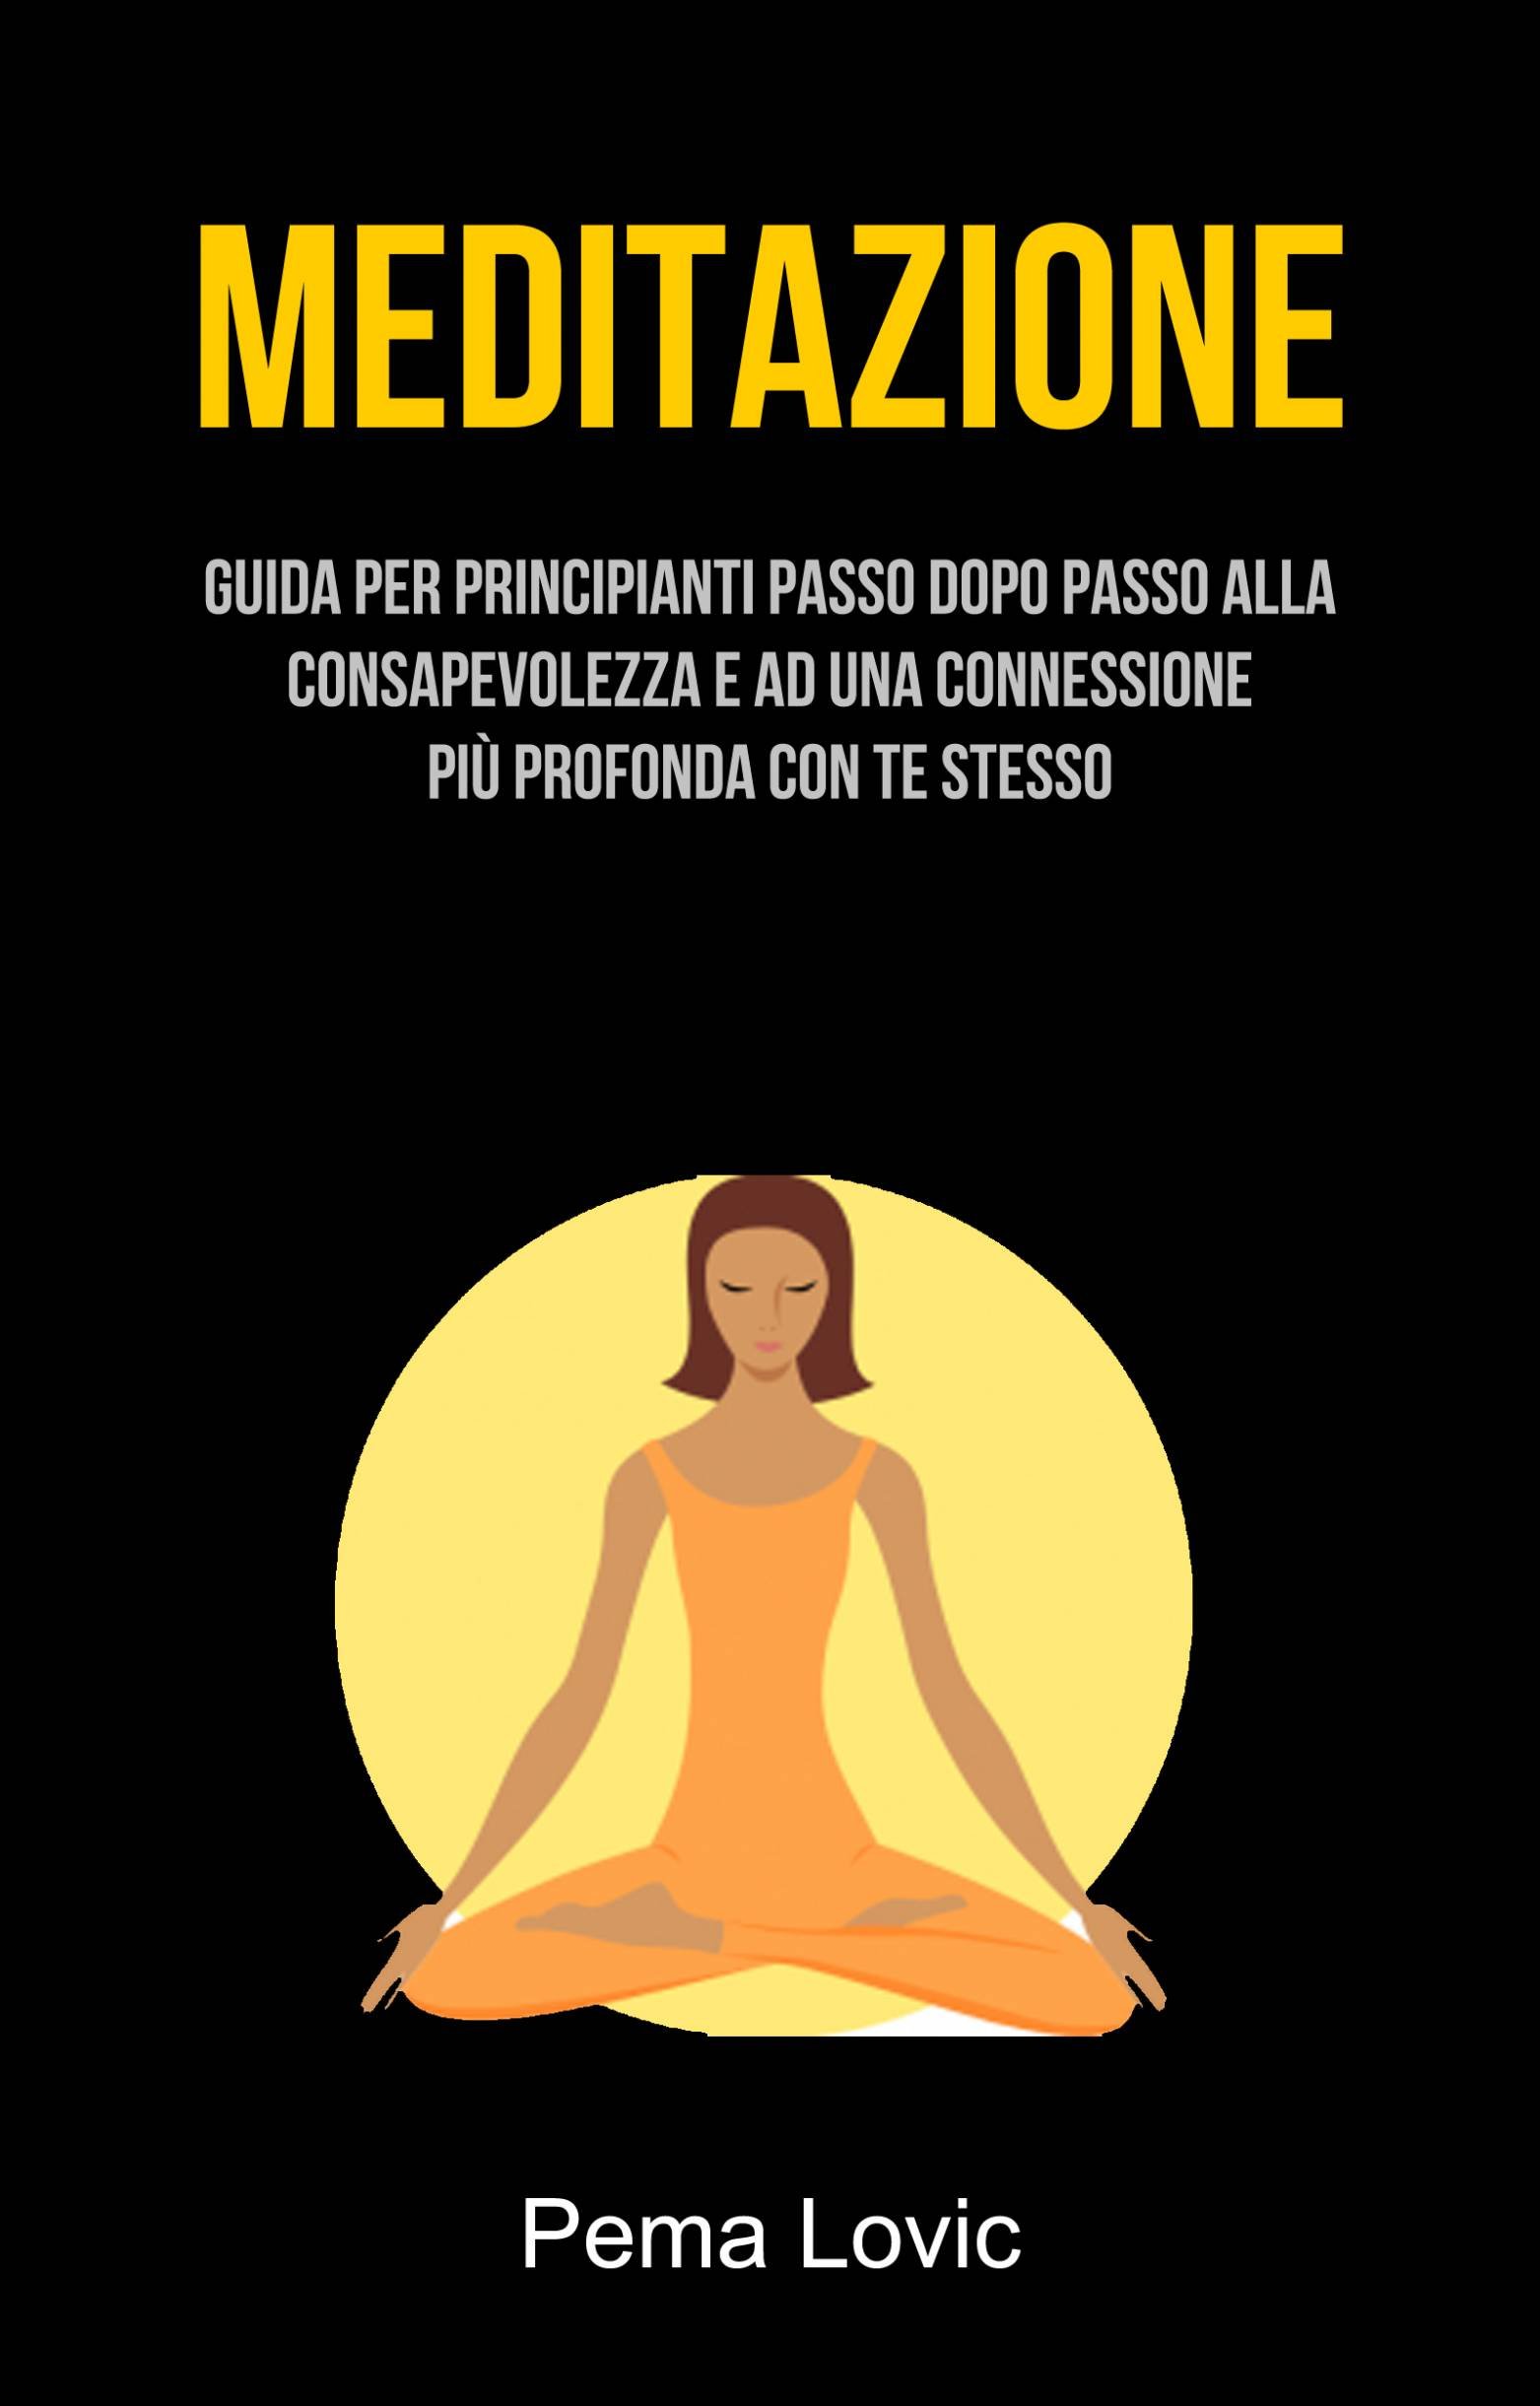 MEDITAZIONE
GUIDA PER PRINCIPIANTI PASSO DOPO PASSO ALLA
CONSAPEVOLEZZA E AD UNA CONNESSIONE
PIÙ PROFONDA CON TE STESSO
Pema Lovic